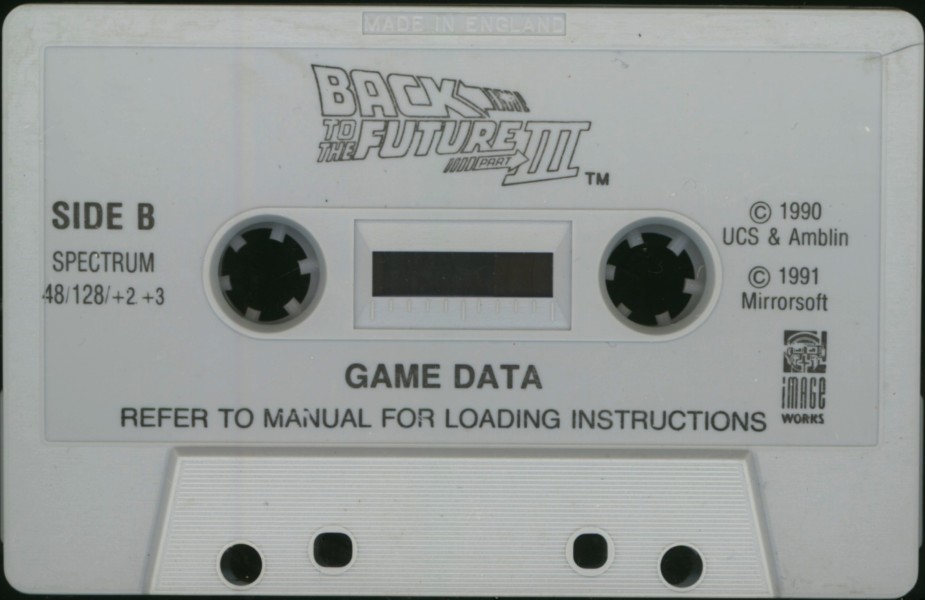 MADE IN ENGLAND
BACK
TO THE FUTURE
PART III
TM
SIDE B
SPECTRUM
48/128/+2 +3
© 1990
UCS & Amblin
© 1991
Mirrorsoft
iMAGE
WORKS
GAME DATA
REFER TO MANUAL FOR LOADING INSTRUCTIONS